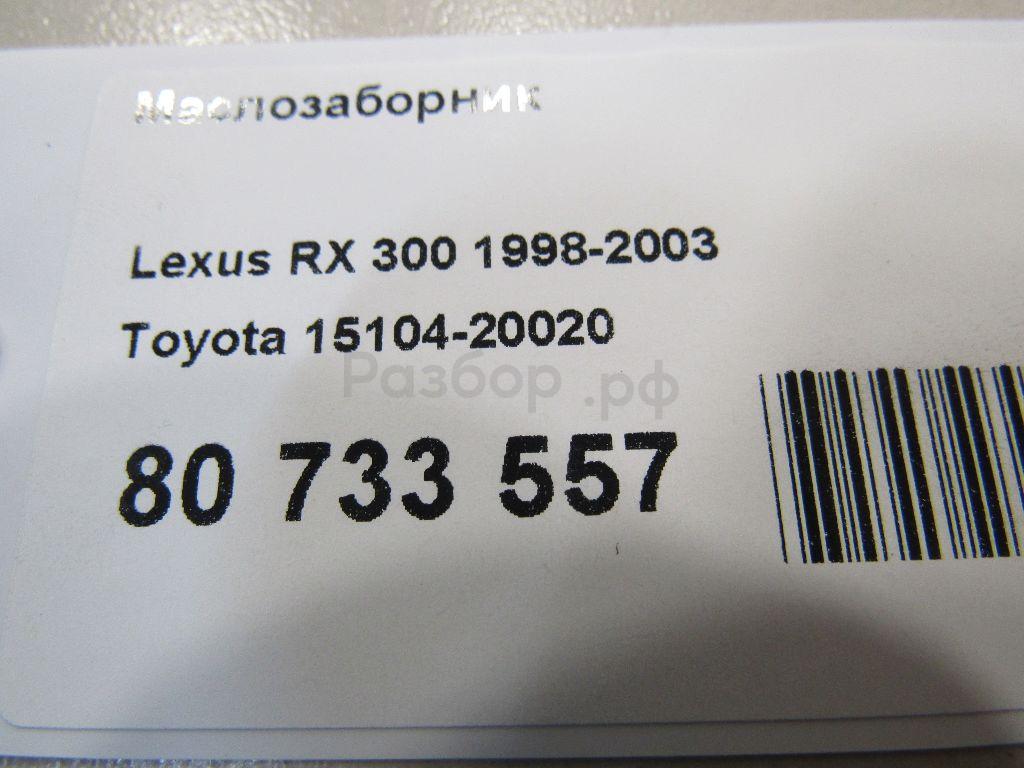 Маслозаборник
Lexus RX 300 1998-2003
Toyota 15104-20020
Разбор.рф
80 733 557